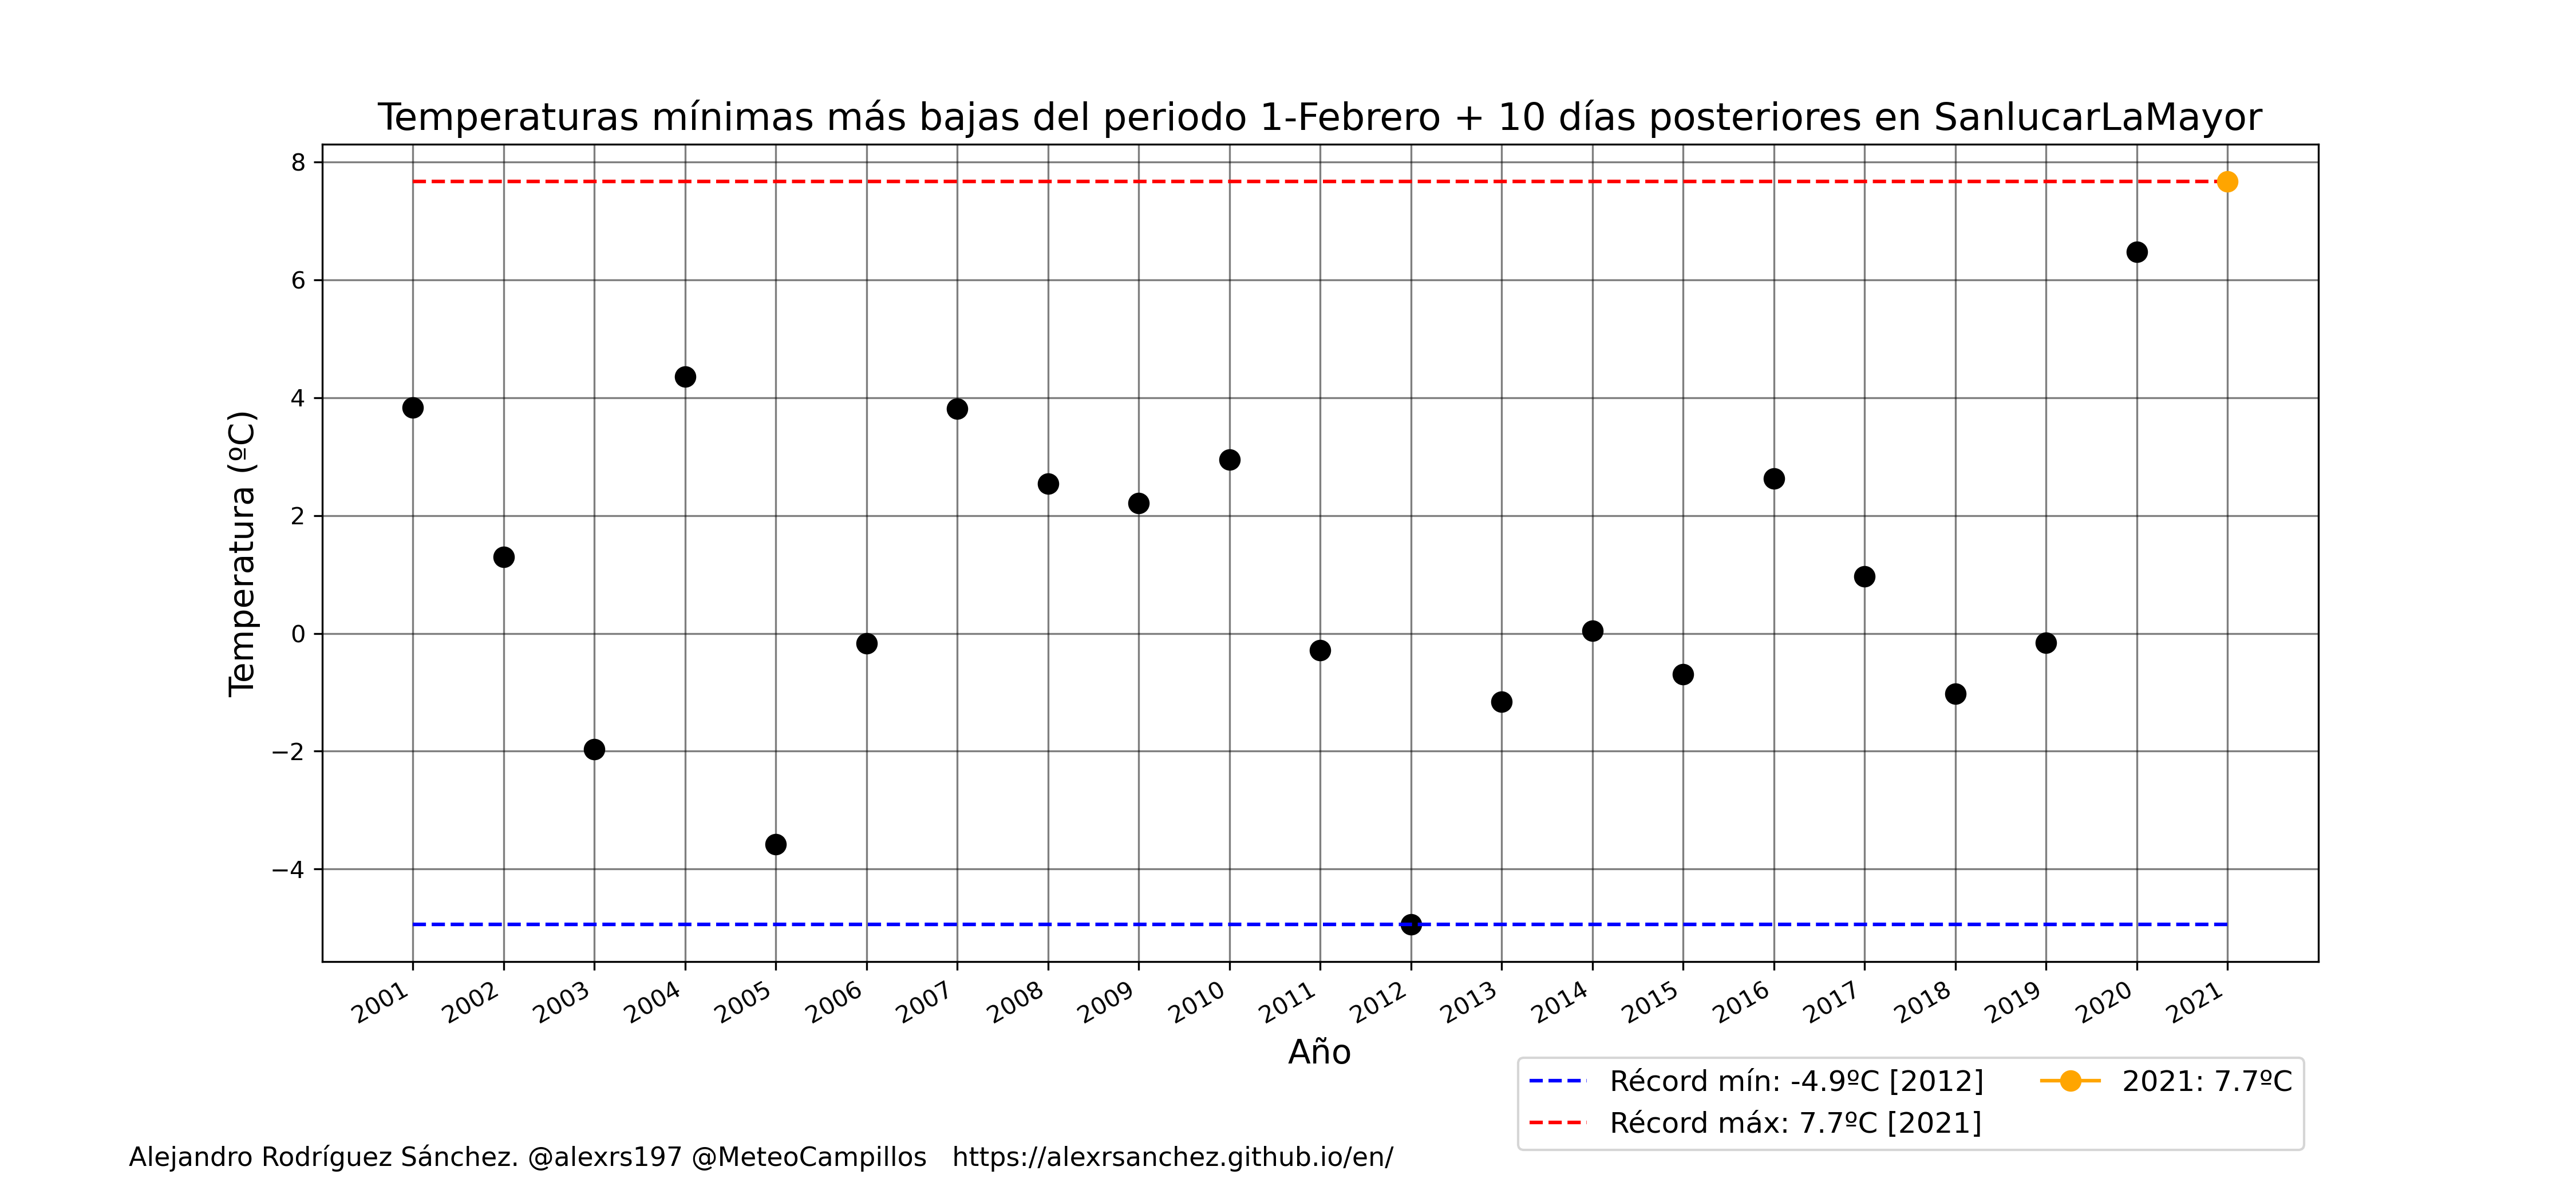 Temperaturas mínimas más bajas del periodo 1-Febrero + 10 días posteriores en SanlucarLaMayor
Temperatura (ºC)
8
6
4
2
0
−2
−4
2001 2002 2003 2004 2005 2006 2007 2008 2009 2010 2011 2012 2013 2014 2015 2016 2017 2018 2019 2020 2021
Año
Récord mín: -4.9ºC [2012]
Récord máx: 7.7ºC [2021]
2021: 7.7ºC
Alejandro Rodríguez Sánchez. @alexrs197 @MeteoCampillos https://alexrsanchez.github.io/en/